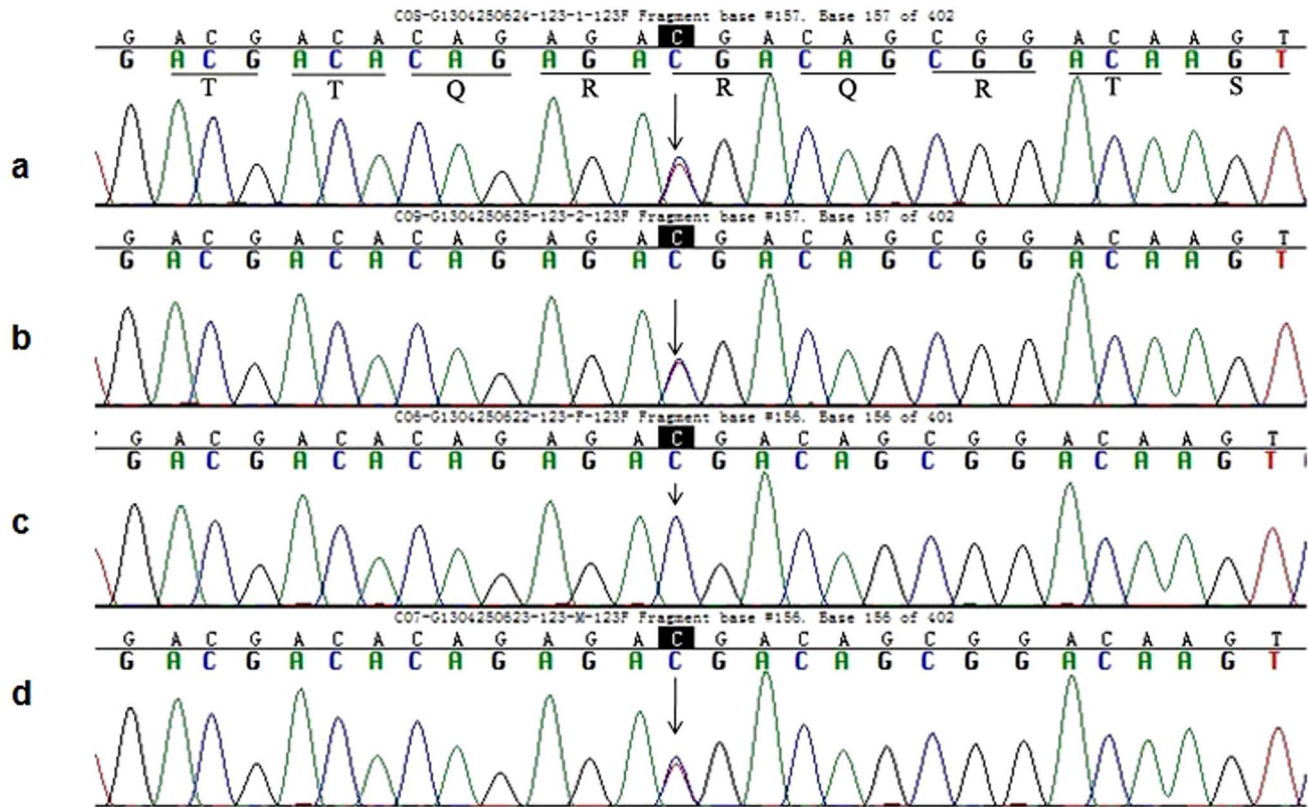 C08-G1304250624-123-1-123F Fragment base #157. Base 157 of 402
G A C G A C A C A G A G A C G A C A G C G G A C A A G T
G A C G A C A C A G A G A C G A C A G C G G A C A A G T
T T Q R R Q R T S
a
C09-G1304250625-123-2-123F Fragment base #157. Base 157 of 402
G A C G A C A C A G A G A C G A C A G C G G A C A A G T
G A C G A C A C A G A G A C G A C A G C G G A C A A G T
b
C06-G1304250622-123-F-123F Fragment base #156. Base 156 of 401
G A C G A C A C A G A G A C G A C A G C G G A C A A G T
G A C G A C A C A G A G A C G A C A G C G G A C A A G T
c
C07-G1304250623-123-M-123F Fragment base #156. Base 156 of 402
G A C G A C A C A G A G A C G A C A G C G G A C A A G T
G A C G A C A C A G A G A C G A C A G C G G A C A A G T
d